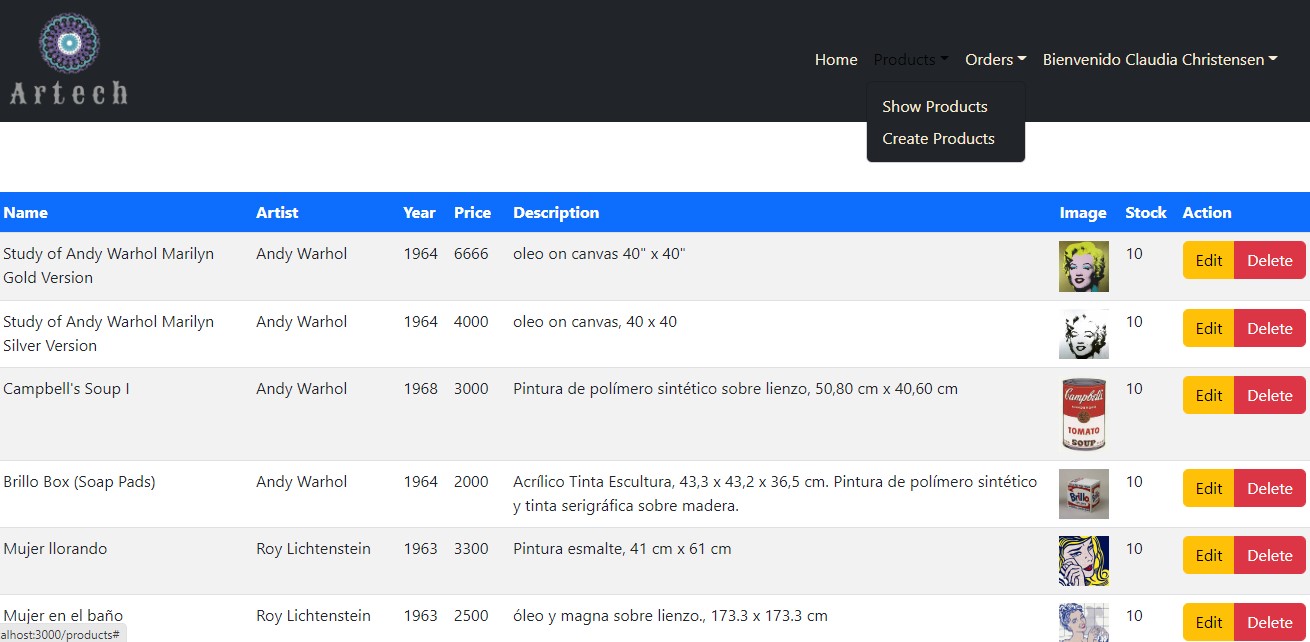 Artech
Home Products Orders Bienvenido Claudia Christensen
Show Products
Create Products
Name Artist Year Price Description Image Stock Action
Study of Andy Warhol Marilyn Andy Warhol 1964 6666 oleo on canvas 40" x 40" 10 Edit Delete
Gold Version
Study of Andy Warhol Marilyn Andy Warhol 1964 4000 oleo on canvas, 40 x 40 10 Edit Delete
Silver Version
Campbell's Soup I Andy Warhol 1968 3000 Pintura de polímero sintético sobre lienzo, 50,80 cm x 40,60 cm 10 Edit Delete
Campbell's
TOMATO
SOUP
Brillo Box (Soap Pads) Andy Warhol 1964 2000 Acrílico Tinta Escultura, 43,3 x 43,2 x 36,5 cm. Pintura de polímero sintético 10 Edit Delete
y tinta serigráfica sobre madera.
Brillo
Mujer llorando Roy Lichtenstein 1963 3300 Pintura esmalte, 41 cm x 61 cm 10 Edit Delete
Mujer en el baño Roy Lichtenstein 1963 2500 óleo y magna sobre lienzo., 173.3 x 173.3 cm 10 Edit Delete
alhost:3000/products#